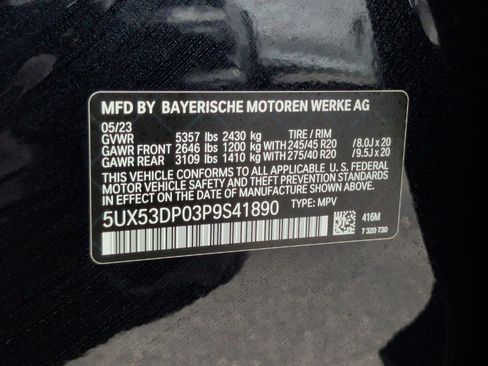 MFD BY BAYERISCHE MOTOREN WERKE AG
05/23
GVWR 5357 lbs 2430 kg TIRE / RIM
GAWR FRONT 2646 lbs 1200 kg WITH 245/45 R20 /8.0J x 20
GAWR REAR 3109 lbs 1410 kg WITH 275/40 R20 /9.5J x 20
THIS VEHICLE CONFORMS TO ALL APPLICABLE U.S. FEDERAL
MOTOR VEHICLE SAFETY STANDARDS IN EFFECT
ON THE DATE OF MANUFACTURE SHOWN ABOVE.
5UX53DP03P9S41890 TYPE: MPV
416M
7 320 730